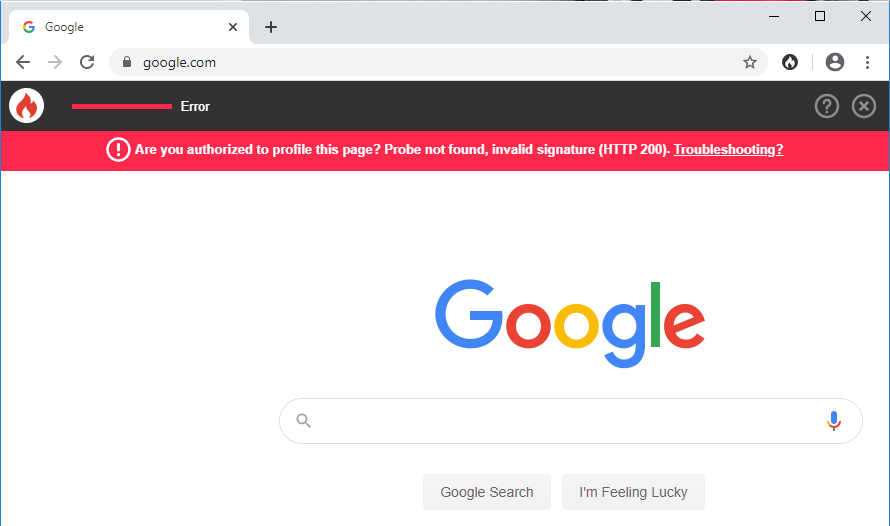 Google
google.com
Error
Are you authorized to profile this page? Probe not found, invalid signature (HTTP 200). Troubleshooting?
Google
Google Search
I'm Feeling Lucky